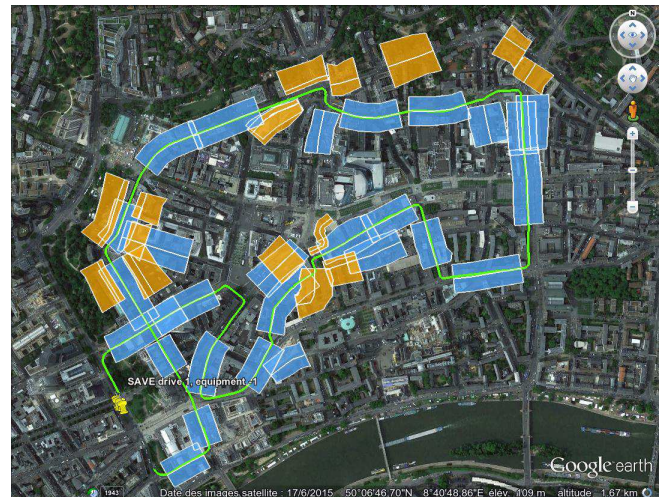 N
SAVE drive 1, equipment -1
Google earth
1943
Date des images satellite : 17/6/2015 50°06'46,70"N 8°40'48,86"E élév. 109 m altitude 1.67 km